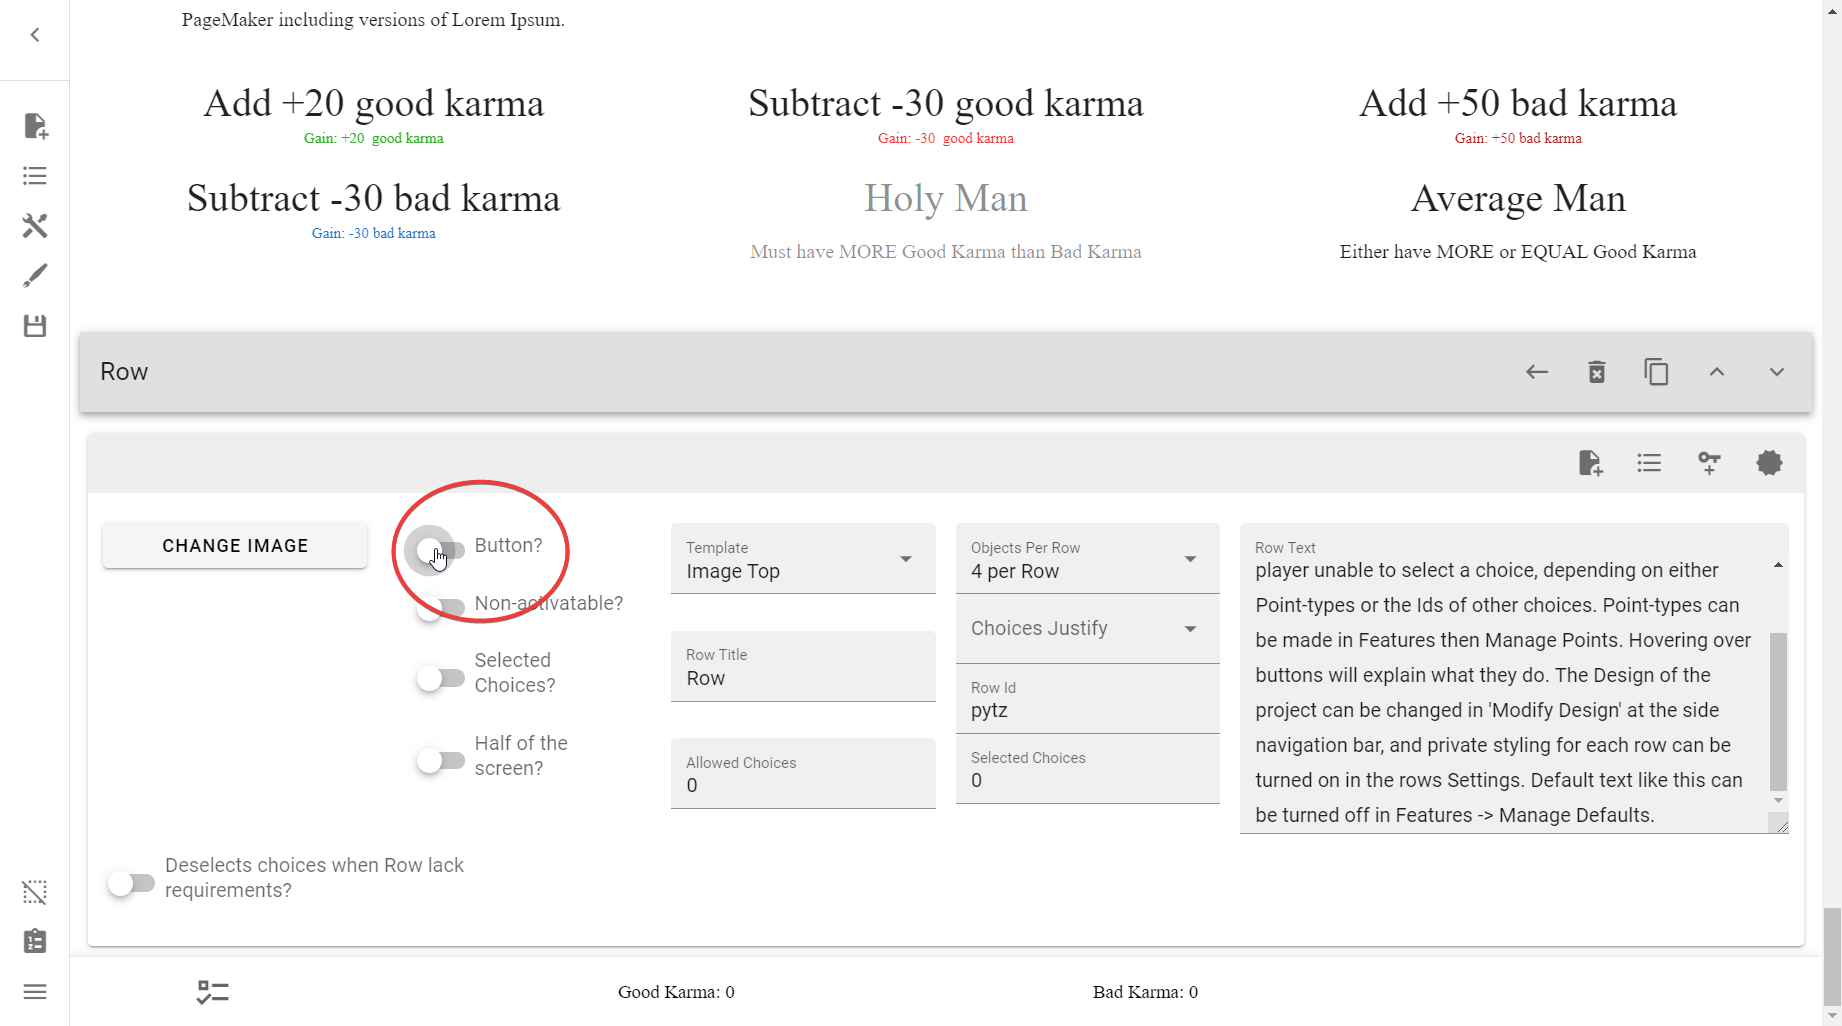 PageMaker including versions of Lorem Ipsum.
Add +20 good karma
Gain: +20 good karma
Subtract -30 good karma
Gain: -30 good karma
Add +50 bad karma
Gain: +50 bad karma
Subtract -30 bad karma
Gain: -30 bad karma
Holy Man
Must have MORE Good Karma than Bad Karma
Average Man
Either have MORE or EQUAL Good Karma
Row
CHANGE IMAGE
Button?
Non-activatable?
Selected
Choices?
Half of the
screen?
Deselects choices when Row lack
requirements?
Template
Image Top
Row Title
Row
Allowed Choices
0
Objects Per Row
4 per Row
Choices Justify
Row Id
pytz
Selected Choices
0
Row Text
player unable to select a choice, depending on either
Point-types or the Ids of other choices. Point-types can
be made in Features then Manage Points. Hovering over
buttons will explain what they do. The Design of the
project can be changed in 'Modify Design' at the side
navigation bar, and private styling for each row can be
turned on in the rows Settings. Default text like this can
be turned off in Features -> Manage Defaults.
Good Karma: 0
Bad Karma: 0